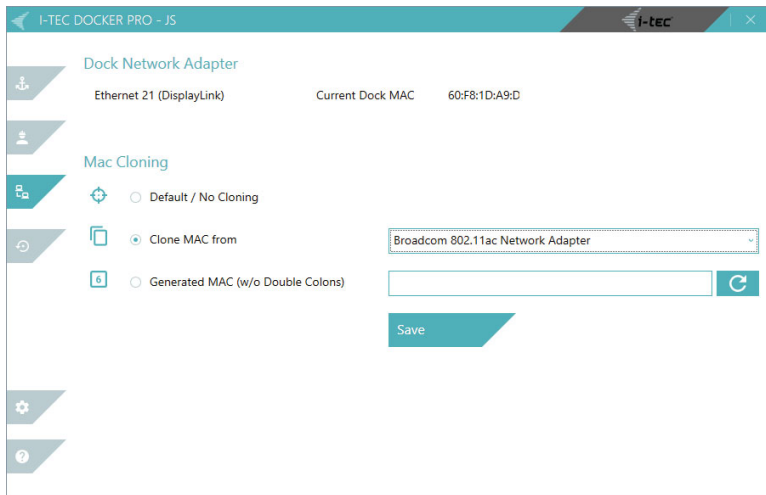 I-TEC DOCKER PRO - JS
i-tec
Dock Network Adapter
Ethernet 21 (DisplayLink) Current Dock MAC 60:F8:1D:A9:D
Mac Cloning
Default / No Cloning
Clone MAC from Broadcom 802.11ac Network Adapter
6 Generated MAC (w/o Double Colons)
Save
?